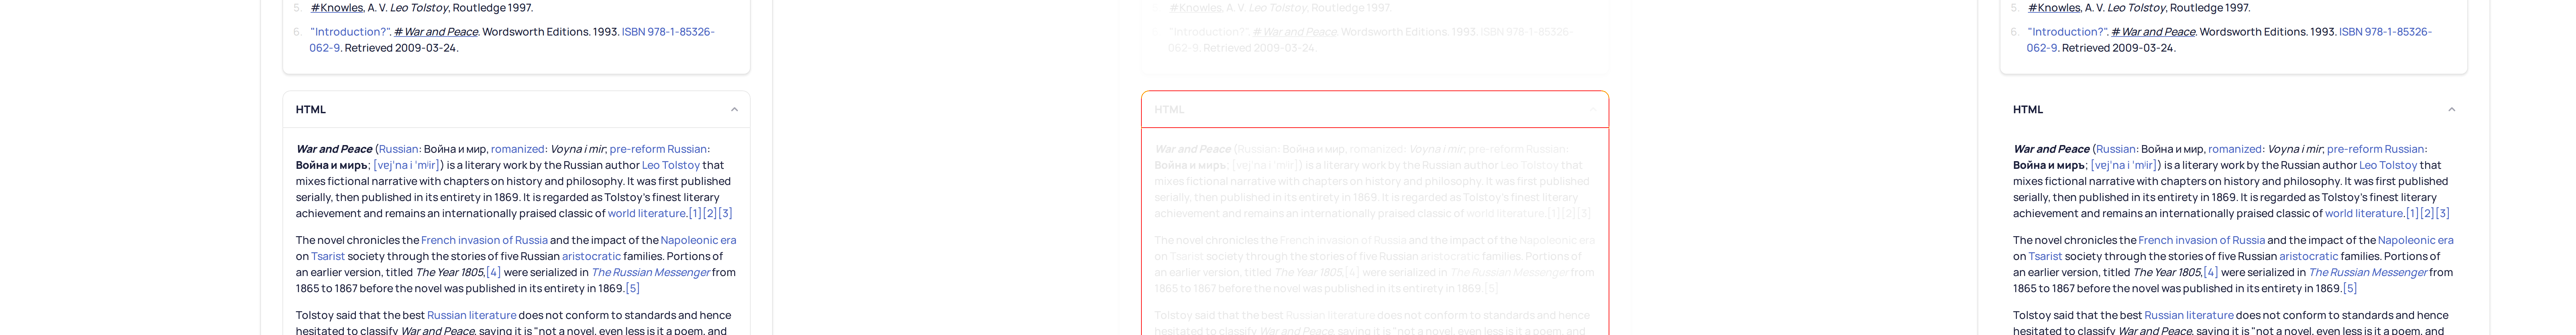 5. #Knowles, A. V. Leo Tolstoy, Routledge 1997.
6. "Introduction?". #War and Peace. Wordsworth Editions. 1993. ISBN 978-1-85326-
062-9. Retrieved 2009-03-24.
HTML
War and Peace (Russian: Война и мир, romanized: Voyna i mir; pre-reform Russian:
Война и миръ; [vɐjˈna i ˈmʲir]) is a literary work by the Russian author Leo Tolstoy that
mixes fictional narrative with chapters on history and philosophy. It was first published
serially, then published in its entirety in 1869. It is regarded as Tolstoy's finest literary
achievement and remains an internationally praised classic of world literature.[1][2][3]
The novel chronicles the French invasion of Russia and the impact of the Napoleonic era
on Tsarist society through the stories of five Russian aristocratic families. Portions of
an earlier version, titled The Year 1805,[4] were serialized in The Russian Messenger from
1865 to 1867 before the novel was published in its entirety in 1869.[5]
Tolstoy said that the best Russian literature does not conform to standards and hence
hesitated to classify War and Peace, saying it is "not a novel, even less is it a poem, and
5. #Knowles, A. V. Leo Tolstoy, Routledge 1997.
6. "Introduction?". #War and Peace. Wordsworth Editions. 1993. ISBN 978-1-85326-
062-9. Retrieved 2009-03-24.
HTML
War and Peace (Russian: Война и мир, romanized: Voyna i mir; pre-reform Russian:
Война и миръ; [vɐjˈna i ˈmʲir]) is a literary work by the Russian author Leo Tolstoy that
mixes fictional narrative with chapters on history and philosophy. It was first published
serially, then published in its entirety in 1869. It is regarded as Tolstoy's finest literary
achievement and remains an internationally praised classic of world literature.[1][2][3]
The novel chronicles the French invasion of Russia and the impact of the Napoleonic era
on Tsarist society through the stories of five Russian aristocratic families. Portions of
an earlier version, titled The Year 1805,[4] were serialized in The Russian Messenger from
1865 to 1867 before the novel was published in its entirety in 1869.[5]
Tolstoy said that the best Russian literature does not conform to standards and hence
hesitated to classify War and Peace, saying it is "not a novel, even less is it a poem, and
5. #Knowles, A. V. Leo Tolstoy, Routledge 1997.
6. "Introduction?". #War and Peace. Wordsworth Editions. 1993. ISBN 978-1-85326-
062-9. Retrieved 2009-03-24.
HTML
War and Peace (Russian: Война и мир, romanized: Voyna i mir; pre-reform Russian:
Война и миръ; [vɐjˈna i ˈmʲir]) is a literary work by the Russian author Leo Tolstoy that
mixes fictional narrative with chapters on history and philosophy. It was first published
serially, then published in its entirety in 1869. It is regarded as Tolstoy's finest literary
achievement and remains an internationally praised classic of world literature.[1][2][3]
The novel chronicles the French invasion of Russia and the impact of the Napoleonic era
on Tsarist society through the stories of five Russian aristocratic families. Portions of
an earlier version, titled The Year 1805,[4] were serialized in The Russian Messenger from
1865 to 1867 before the novel was published in its entirety in 1869.[5]
Tolstoy said that the best Russian literature does not conform to standards and hence
hesitated to classify War and Peace, saying it is "not a novel, even less is it a poem, and